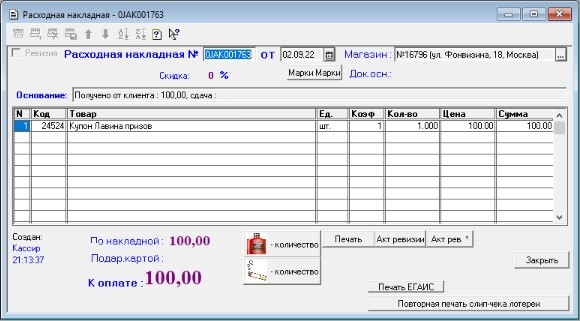 Расходная накладная - 0JAK001763
Ревизия Расходная накладная № 0JAK001763 от 02.09.22 Магазин : №16796 (ул. Фонвизина, 18, Москва) ...
Скидка: 0 % Марки Марки Док.осн.:
Основание: Получено от клиента : 100,00, сдача :
N Код Товар Ед. Коэф Кол-во Цена Сумма
1 24524 Купон Лавина призов шт. 1 1.000 100.00 100.00
Создан: Кассир 21:13:37
По накладной : 100,00
Подар.картой :
К оплате : 100,00
- количество
- количество
Печать Акт ревизии Акт рев. *
Закрыть
Печать ЕГАИС
Повторная печать слип-чека лотереи